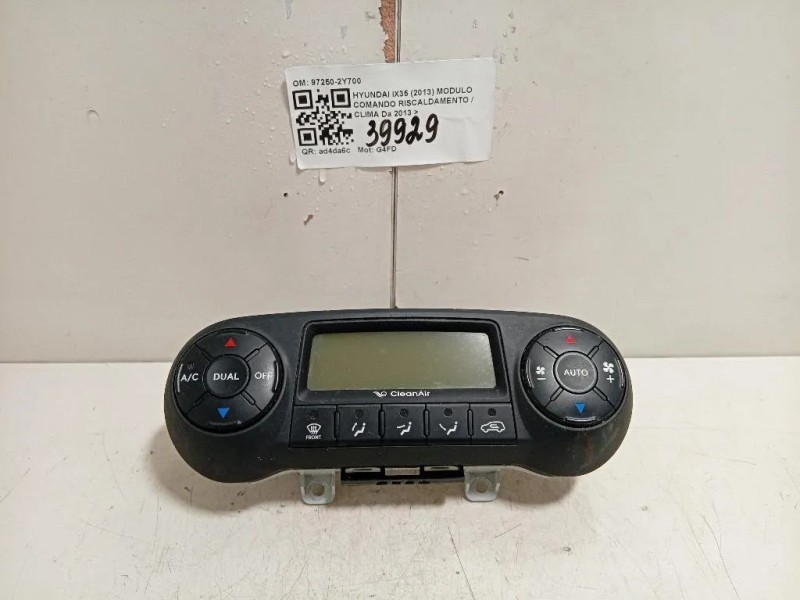 OM: 97250-2Y700
HYUNDAI IX35 (2013) MODULO
COMANDO RISCALDAMENTO /
CLIMA Da 2013 >
39929
QR: ad4da6c Mot: G4FD
A/C
DUAL
OFF
AUTO
- +
CleanAir
FRONT